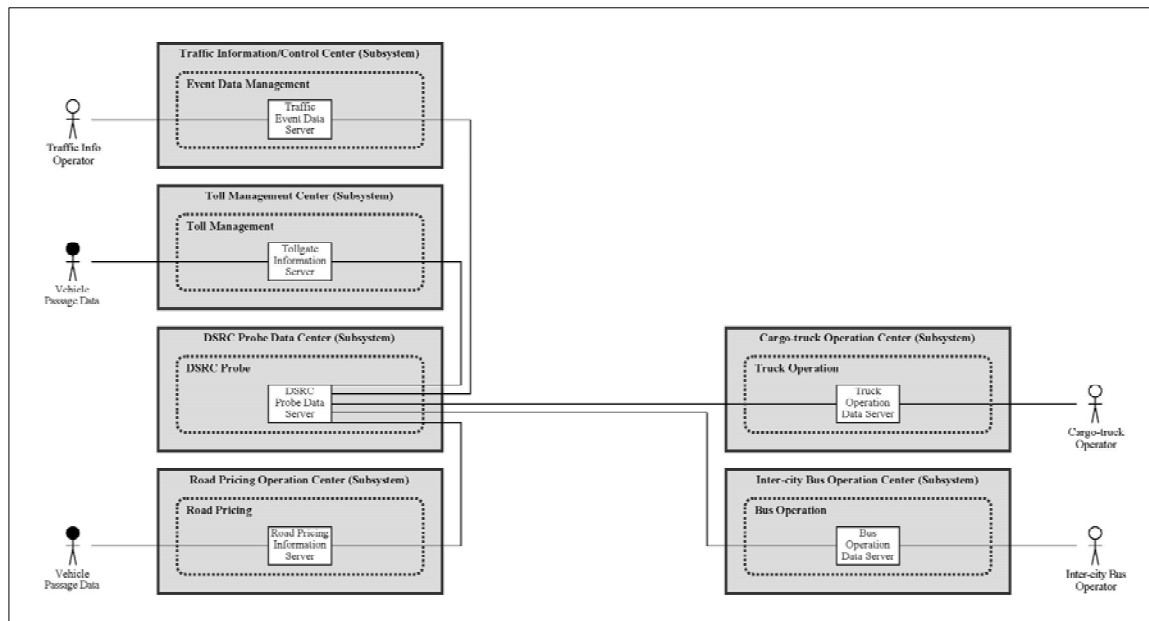 Traffic Information/Control Center (Subsystem)
Event Data Management
Traffic
Event Data
Server
Traffic Info
Operator
Toll Management Center (Subsystem)
Toll Management
Tollgate
Information
Server
Vehicle
Passage Data
DSRC Probe Data Center (Subsystem)
DSRC Probe
DSRC
Probe Data
Server
Cargo-truck Operation Center (Subsystem)
Truck Operation
Truck
Operation
Data Server
Cargo-truck
Operator
Road Pricing Operation Center (Subsystem)
Road Pricing
Road Pricing
Information
Server
Vehicle
Passage Data
Inter-city Bus Operation Center (Subsystem)
Bus Operation
Bus
Operation
Data Server
Inter-city Bus
Operator